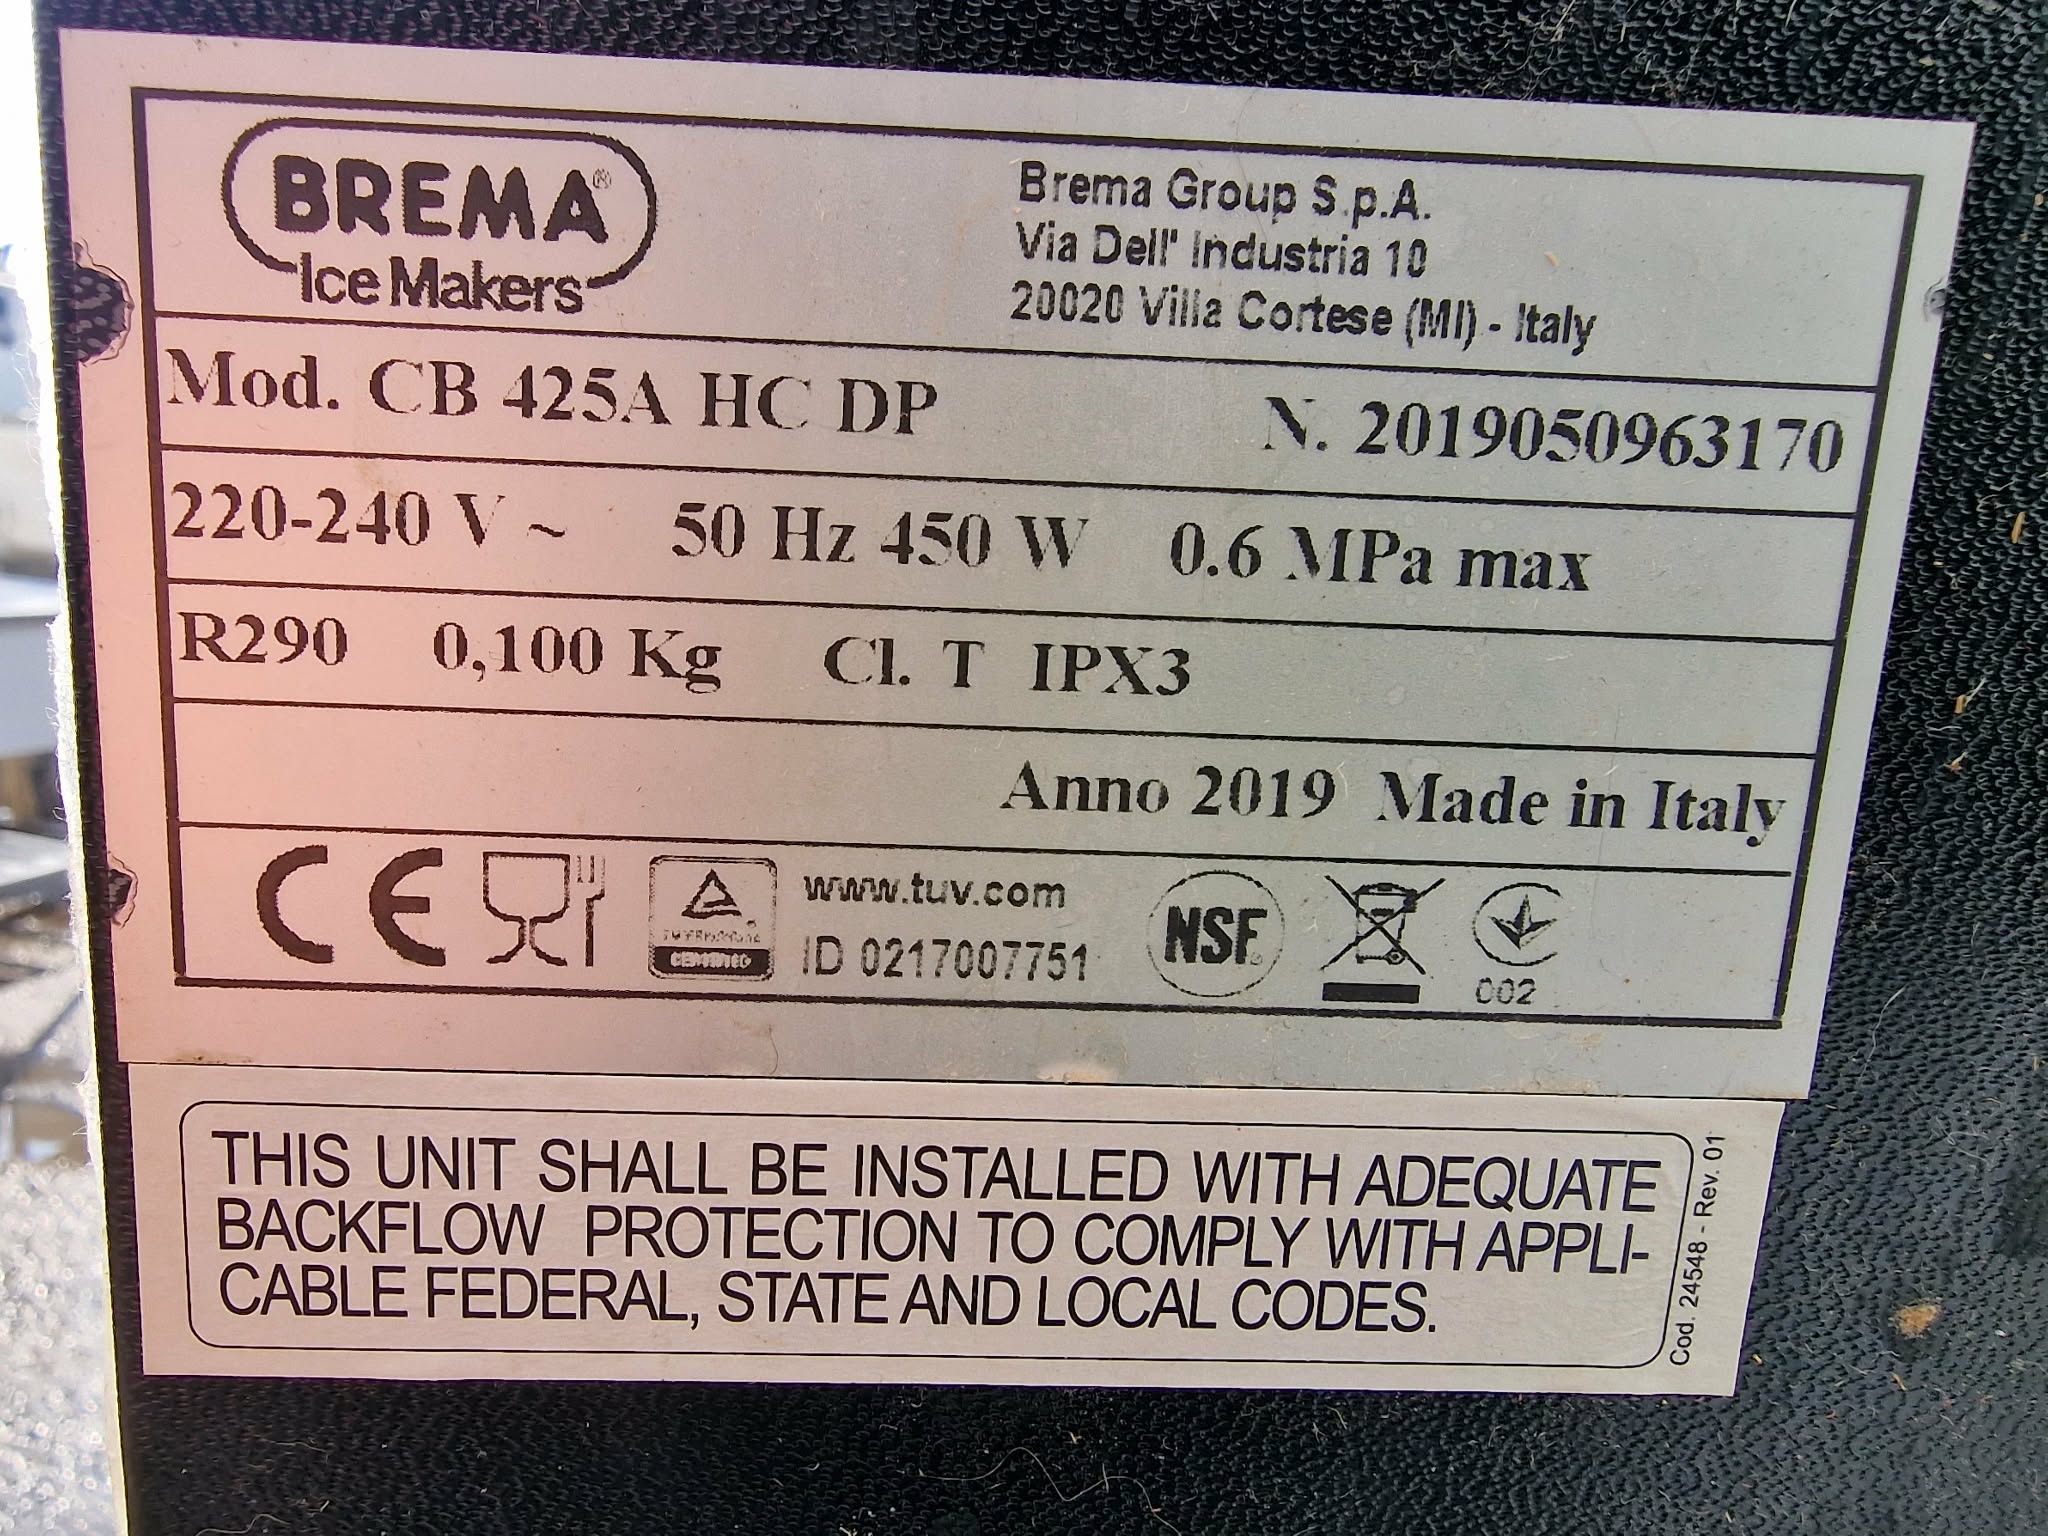 BREMA®
Ice Makers
Brema Group S.p.A.
Via Dell' Industria 10
20020 Villa Cortese (MI) - Italy
Mod. CB 425A HC DP N. 2019050963170
220-240 V ~ 50 Hz 450 W 0.6 MPa max
R290 0,100 Kg Cl. T IPX3
Anno 2019 Made in Italy
CE
CERTIFIED
www.tuv.com
ID 0217007751
NSF
002
THIS UNIT SHALL BE INSTALLED WITH ADEQUATE
BACKFLOW PROTECTION TO COMPLY WITH APPLI-
CABLE FEDERAL, STATE AND LOCAL CODES.
Cod. 24548 - Rev. 01